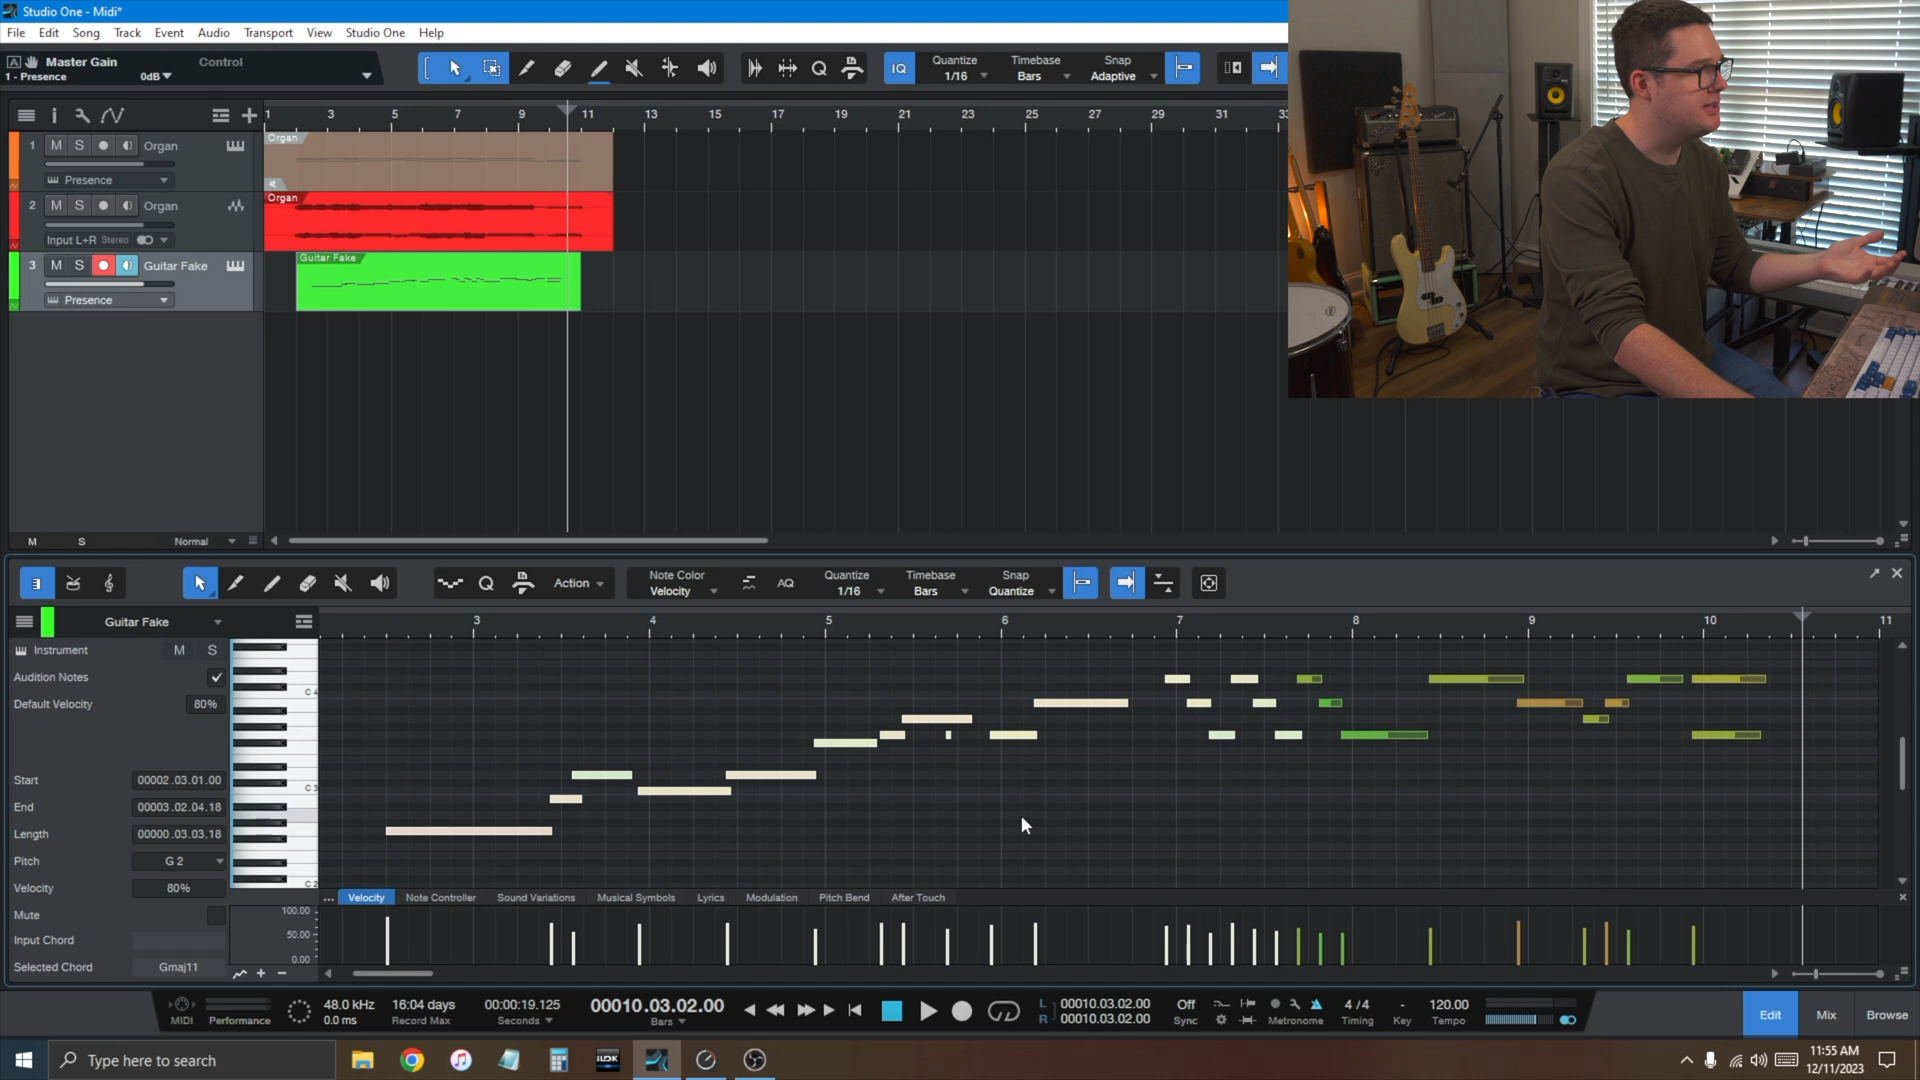 Studio One - Midi*
File Edit Song Track Event Audio Transport View Studio One Help
A Master Gain Control
1 - Presence 0dB
IQ Quantize 1/16 Timebase Bars Snap Adaptive
1 3 5 7 9 11 13 15 17 19 21 23 25 27 29 31 33
1 M S Organ
Presence
Organ
2 M S Organ
Input L+R Stereo
Organ
3 M S Guitar Fake
Presence
Guitar Fake
M S Normal
Action Note Color Velocity AQ Quantize 1/16 Timebase Bars Snap Quantize
Guitar Fake
3 4 5 6 7 8 9 10 11
Instrument M S
Audition Notes
Default Velocity 80%
Start 00002.03.01.00
End 00003.02.04.18
Length 00000.03.03.18
Pitch G 2
Velocity 80%
Mute
Input Chord
Selected Chord Gmaj11
C 4
C 3
C 2
... Velocity Note Controller Sound Variations Musical Symbols Lyrics Modulation Pitch Bend After Touch
100.00
50.00
0.00
MIDI Performance
48.0 kHz
0.0 ms
16:04 days
Record Max
00:00:19.125
Seconds
00010.03.02.00
Bars
L 00010.03.02.00
R 00010.03.02.00
Off
Sync
Metronome
4 / 4
Timing
-
Key
120.00
Tempo
Edit Mix Browse
Type here to search
11:55 AM
12/11/2023